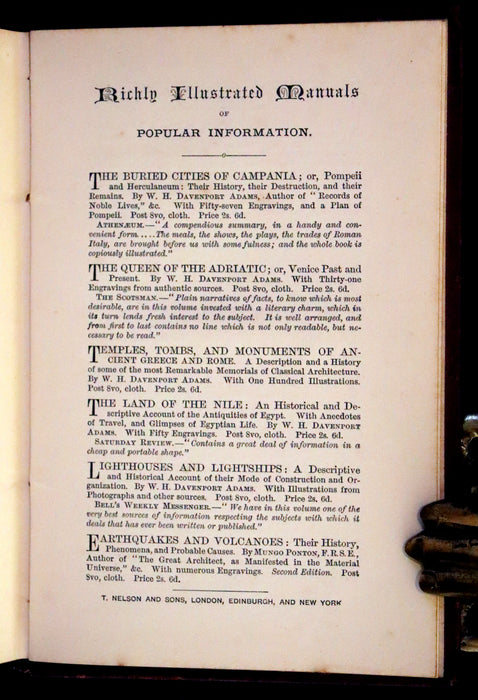 Richly Illustrated Manuals
OF
POPULAR INFORMATION.
THE BURIED CITIES OF CAMPANIA; or, Pompeii
and Herculaneum: Their History, their Destruction, and their
Remains. By W. H. DAVENPORT ADAMS, Author of "Records of
Noble Lives," &c. With Fifty-seven Engravings, and a Plan of
Pompeii. Post 8vo, cloth. Price 2s. 6d.
ATHENÆUM.—"A compendious summary, in a handy and con-
venient form. . . . The meals, the shows, the plays, the trades of Roman
Italy, are brought before us with some fulness; and the whole book is
copiously illustrated."
THE QUEEN OF THE ADRIATIC; or, Venice Past and
Present. By W. H. DAVENPORT ADAMS. With Thirty-one
Engravings from authentic sources. Post 8vo, cloth. Price 2s. 6d.
THE SCOTSMAN.—"Plain narratives of facts, to know which is most
desirable, are in this volume invested with a literary charm, which in
its turn lends fresh interest to the subject. It is well arranged, and
from first to last contains no line which is not only readable, but ne-
cessary to be read."
TEMPLES, TOMBS, AND MONUMENTS OF AN-
CIENT GREECE AND ROME. A Description and a History
of some of the most Remarkable Memorials of Classical Architecture.
By W. H. DAVENPORT ADAMS. With One Hundred Illustrations.
Post 8vo, cloth. Price 2s. 6d.
THE LAND OF THE NILE: An Historical and De-
scriptive Account of the Antiquities of Egypt. With Anecdotes
of Travel, and Glimpses of Egyptian Life. By W. H. DAVENPORT
ADAMS. With Fifty Engravings. Post 8vo, cloth. Price 2s. 6d.
SATURDAY REVIEW.—"Contains a great deal of information in a
cheap and portable shape."
LIGHTHOUSES AND LIGHTSHIPS: A Descriptive
and Historical Account of their Mode of Construction and Or-
ganization. By W. H. DAVENPORT ADAMS. With Illustrations from
Photographs and other sources. Post 8vo, cloth. Price 2s. 6d.
BELL'S WEEKLY MESSENGER.—"We have in this volume one of the
very best sources of information respecting the subjects with which it
deals that has ever been written or published."
EARTHQUAKES AND VOLCANOES: Their History,
Phenomena, and Probable Causes. By MUNGO PONTON, F.R.S.E.,
Author of "The Great Architect, as Manifested in the Material
Universe," &c. With numerous Engravings. Second Edition. Post
8vo, cloth. Price 2s. 6d.
T. NELSON AND SONS, LONDON, EDINBURGH, AND NEW YORK